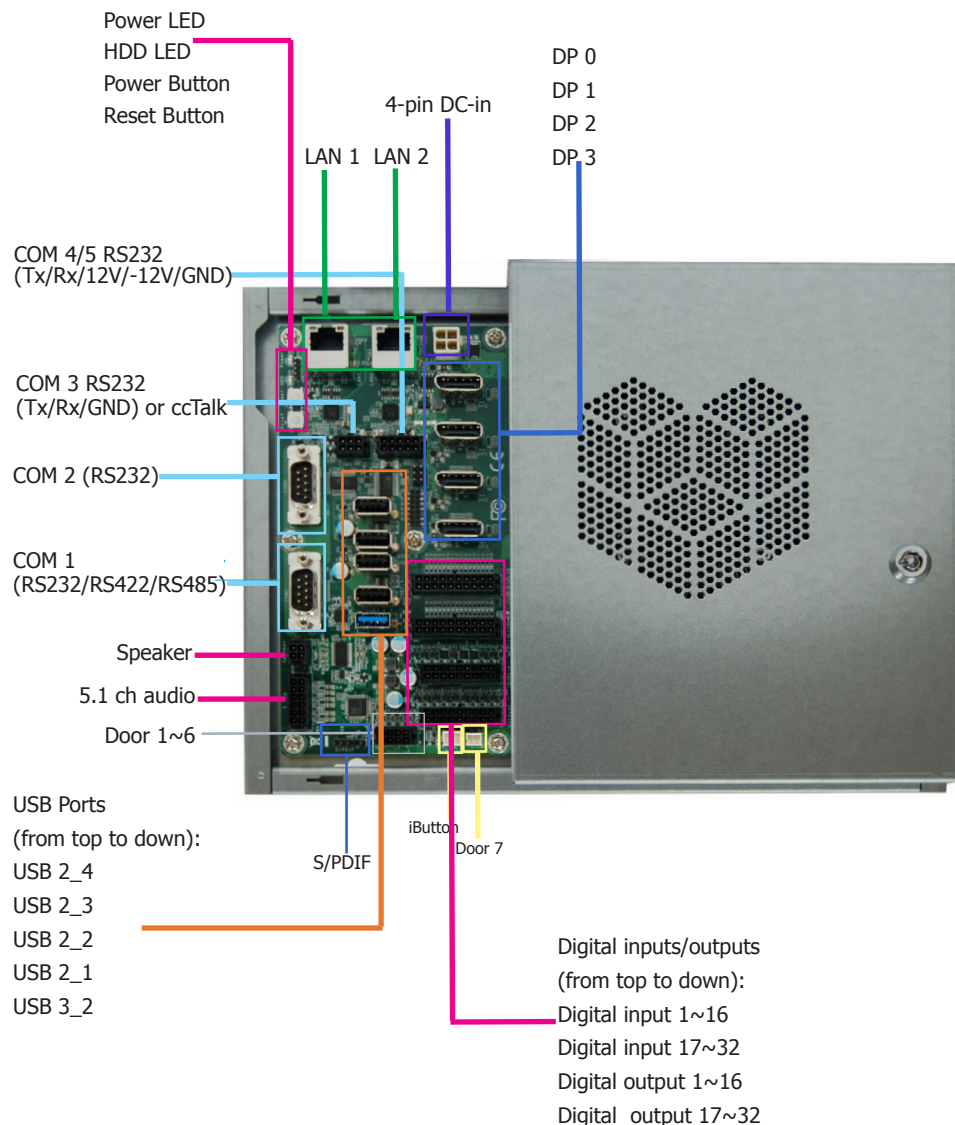 Power LED
HDD LED
Power Button
Reset Button
DP 0
DP 1
DP 2
DP 3
4-pin DC-in
LAN 1 LAN 2
COM 4/5 RS232
(Tx/Rx/12V/-12V/GND)
COM 3 RS232
(Tx/Rx/GND) or ccTalk
COM 2 (RS232)
COM 1
(RS232/RS422/RS485)
Speaker
5.1 ch audio
Door 1~6
USB Ports
(from top to down):
USB 2_4
USB 2_3
USB 2_2
USB 2_1
USB 3_2
S/PDIF
iButton
Door 7
Digital inputs/outputs
(from top to down):
Digital input 1~16
Digital input 17~32
Digital output 1~16
Digital output 17~32